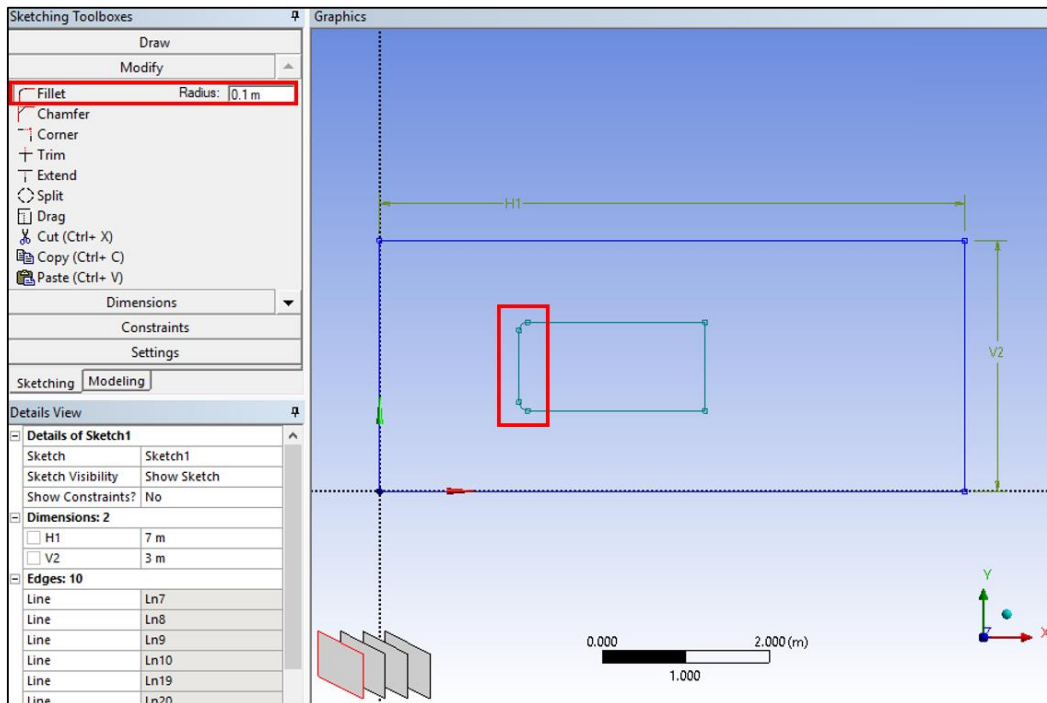 Sketching Toolboxes
Draw
Modify
Fillet Radius: 0.1 m
Chamfer
Corner
Trim
Extend
Split
Drag
Cut (Ctrl+ X)
Copy (Ctrl+ C)
Paste (Ctrl+ V)
Dimensions
Constraints
Settings
Sketching Modeling
Details View
Details of Sketch1
Sketch Sketch1
Sketch Visibility Show Sketch
Show Constraints? No
Dimensions: 2
H1 7 m
V2 3 m
Edges: 10
Line Ln7
Line Ln8
Line Ln9
Line Ln10
Line Ln19
Line Ln20
Graphics
H1
V2
0.000 2.000 (m)
1.000
Y
Z X